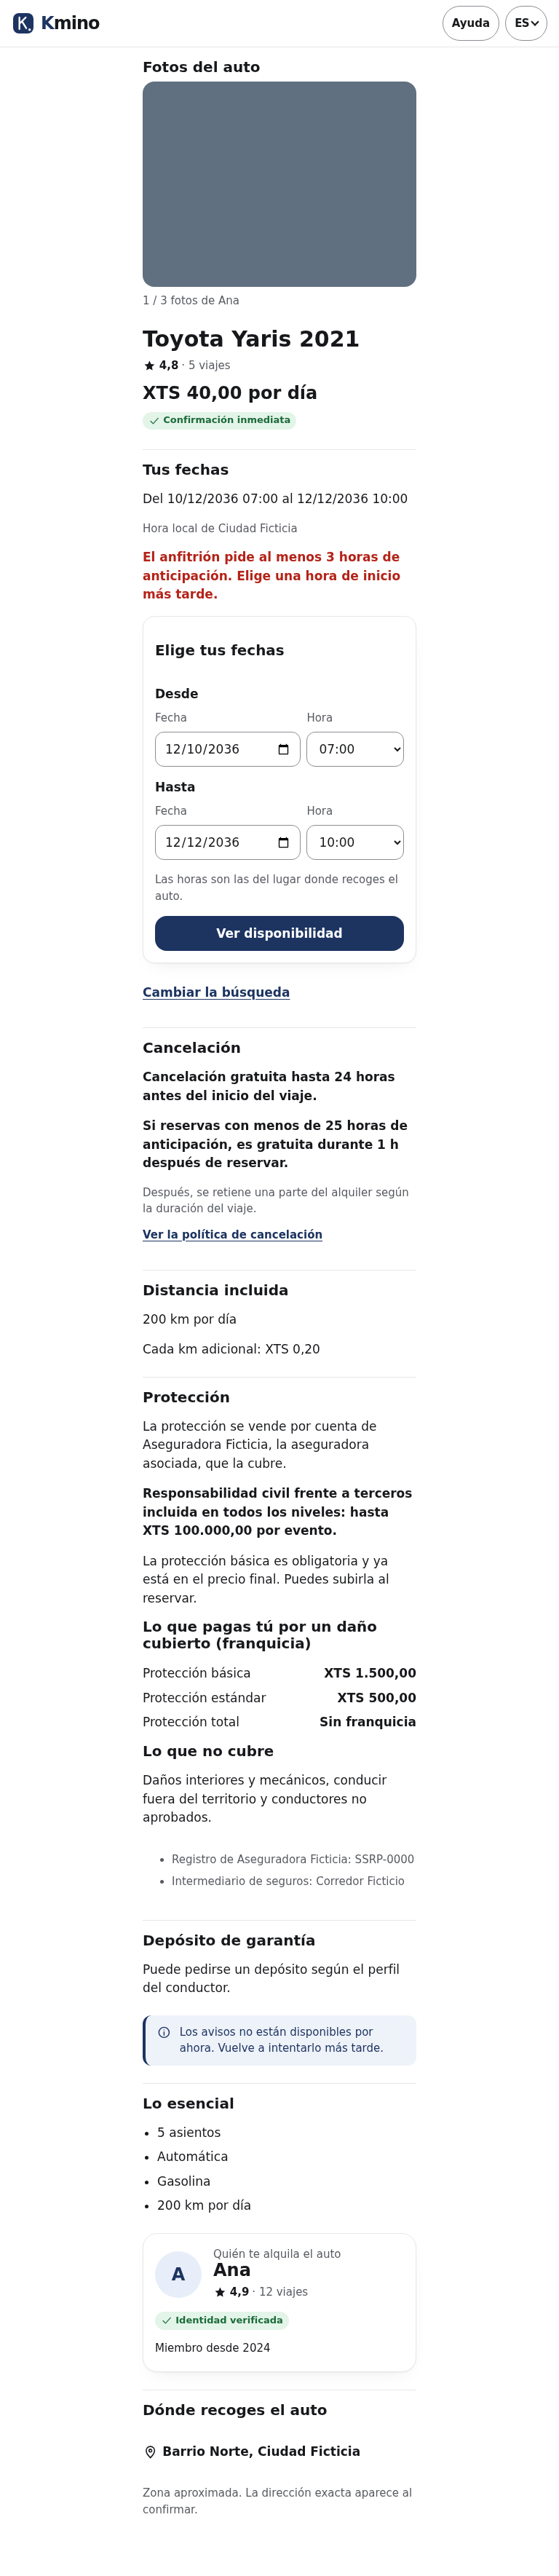 Kmino
Ayuda
ES
Fotos del auto
1 / 3 fotos de Ana
Toyota Yaris 2021
4,8 · 5 viajes
XTS 40,00 por día
Confirmación inmediata
Tus fechas
Del 10/12/2036 07:00 al 12/12/2036 10:00
Hora local de Ciudad Ficticia
El anfitrión pide al menos 3 horas de
anticipación. Elige una hora de inicio
más tarde.
Elige tus fechas
Desde
Fecha Hora
12/10/2036 07:00
Hasta
Fecha Hora
12/12/2036 10:00
Las horas son las del lugar donde recoges el
auto.
Ver disponibilidad
Cambiar la búsqueda
Cancelación
Cancelación gratuita hasta 24 horas
antes del inicio del viaje.
Si reservas con menos de 25 horas de
anticipación, es gratuita durante 1 h
después de reservar.
Después, se retiene una parte del alquiler según
la duración del viaje.
Ver la política de cancelación
Distancia incluida
200 km por día
Cada km adicional: XTS 0,20
Protección
La protección se vende por cuenta de
Aseguradora Ficticia, la aseguradora
asociada, que la cubre.
Responsabilidad civil frente a terceros
incluida en todos los niveles: hasta
XTS 100.000,00 por evento.
La protección básica es obligatoria y ya
está en el precio final. Puedes subirla al
reservar.
Lo que pagas tú por un daño
cubierto (franquicia)
Protección básica XTS 1.500,00
Protección estándar XTS 500,00
Protección total Sin franquicia
Lo que no cubre
Daños interiores y mecánicos, conducir
fuera del territorio y conductores no
aprobados.
Registro de Aseguradora Ficticia: SSRP-0000
Intermediario de seguros: Corredor Ficticio
Depósito de garantía
Puede pedirse un depósito según el perfil
del conductor.
Los avisos no están disponibles por
ahora. Vuelve a intentarlo más tarde.
Lo esencial
5 asientos
Automática
Gasolina
200 km por día
Quién te alquila el auto
A
Ana
4,9 · 12 viajes
Identidad verificada
Miembro desde 2024
Dónde recoges el auto
Barrio Norte, Ciudad Ficticia
Zona aproximada. La dirección exacta aparece al
confirmar.